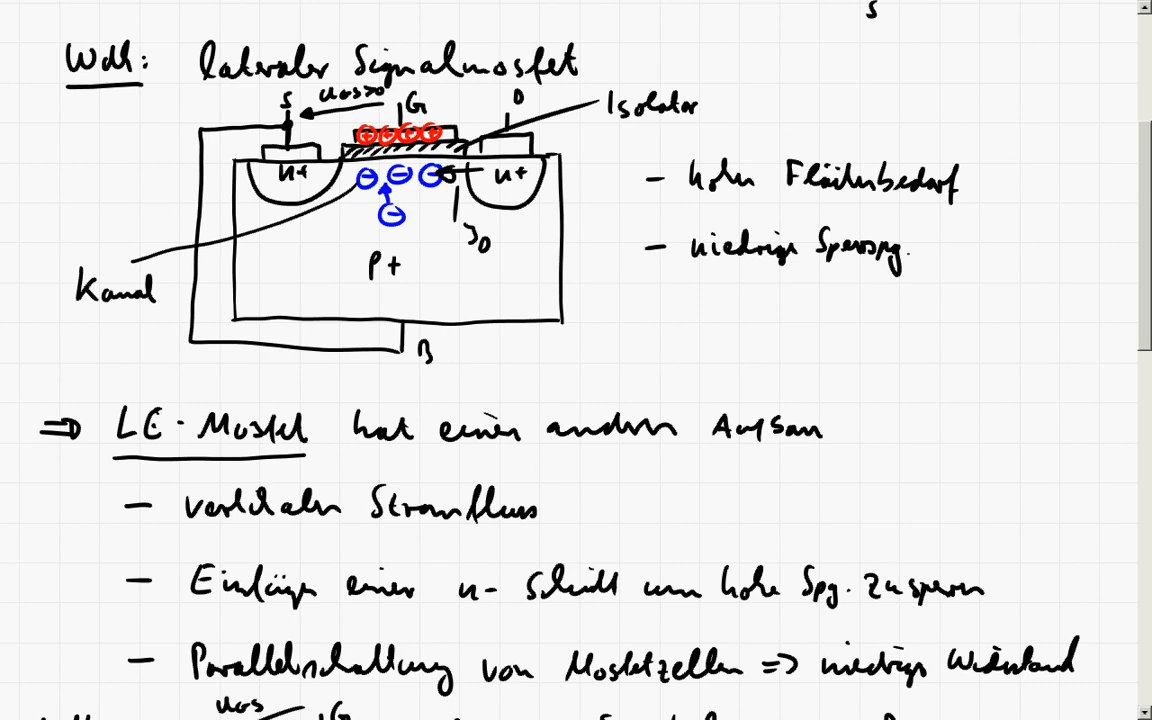 S
Wdh: lateraler Signalmosfet
S UGS>0 G D Isolator
n+ n+
- hoher Flächenbedarf
ID
- niedrige Sperrspg.
p+
Kanal
B
⇒ LE-Mosfet hat einen anderen Aufbau
- vertikaler Stromfluss
- Einfügen einer n- Schicht um hohe Spg. zu sperren
- Parallelschaltung von Mosfetzellen => niedriger Widerstand
UGS G